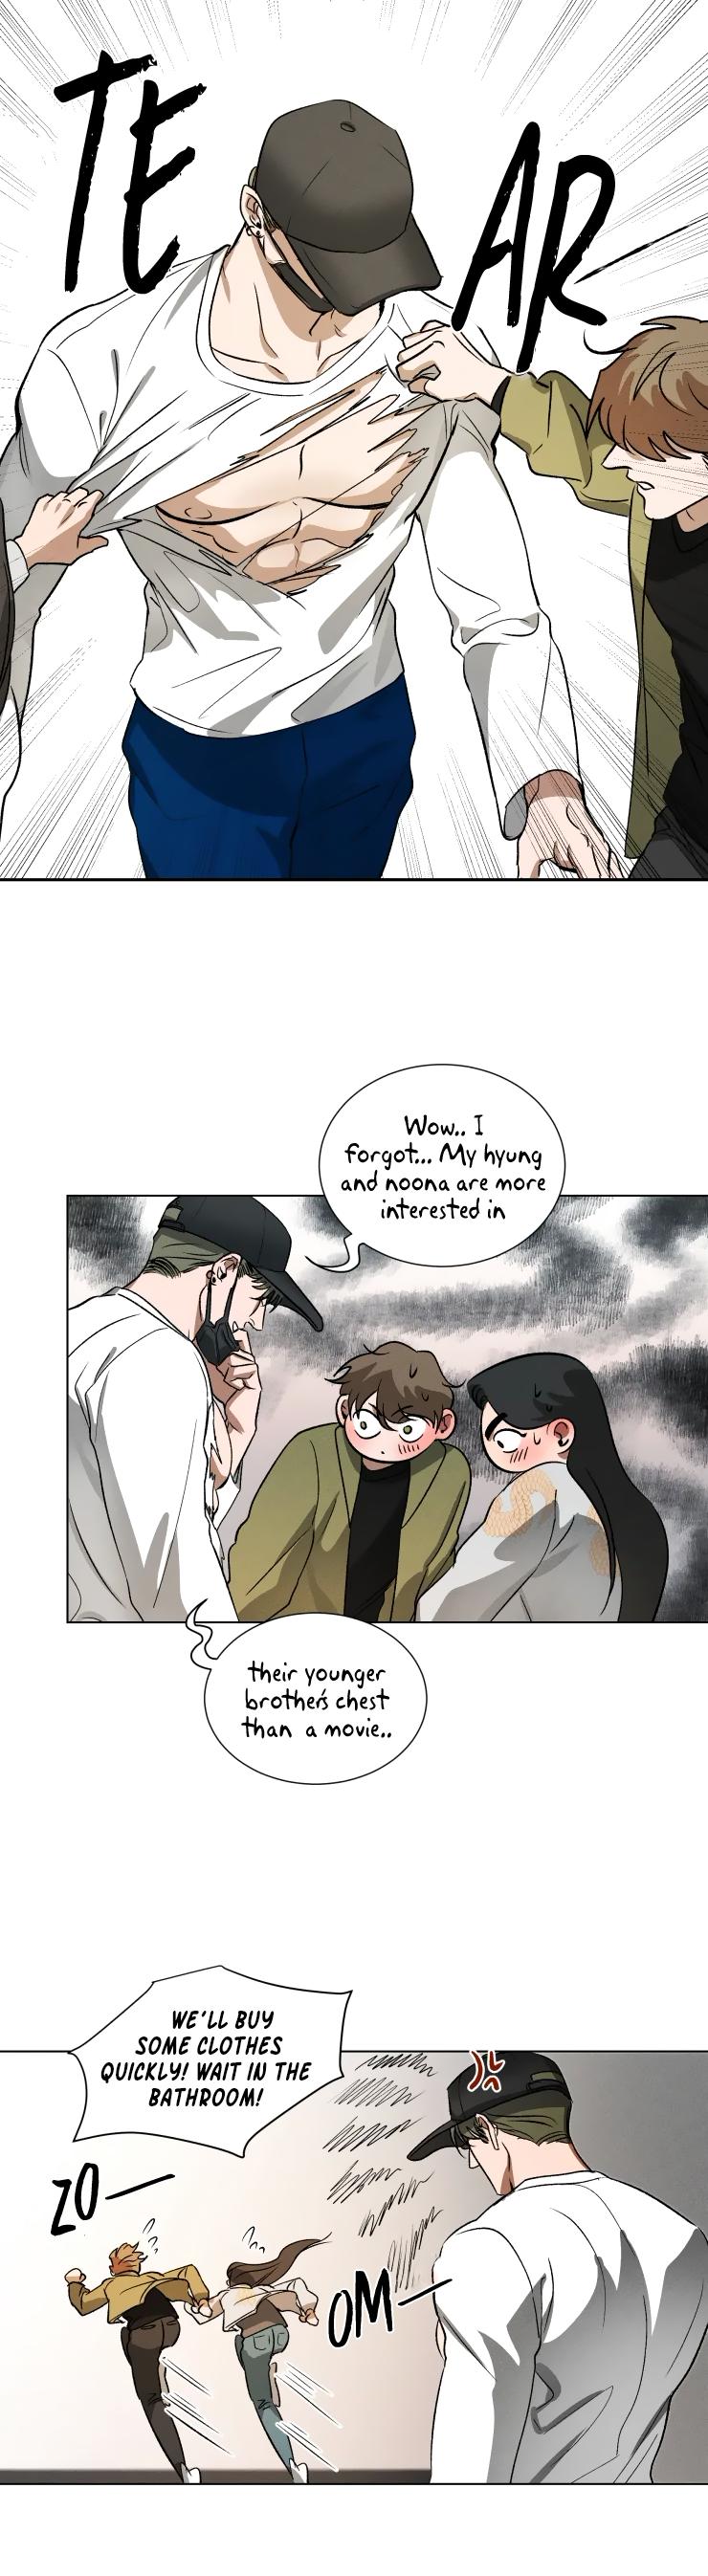 TE
AR
Wow.. I
forgot... My hyung
and noona are more
interested in
their younger
brother's chest
than a movie..
WE'LL BUY
SOME CLOTHES
QUICKLY! WAIT IN THE
BATHROOM!
ZO—
OM—